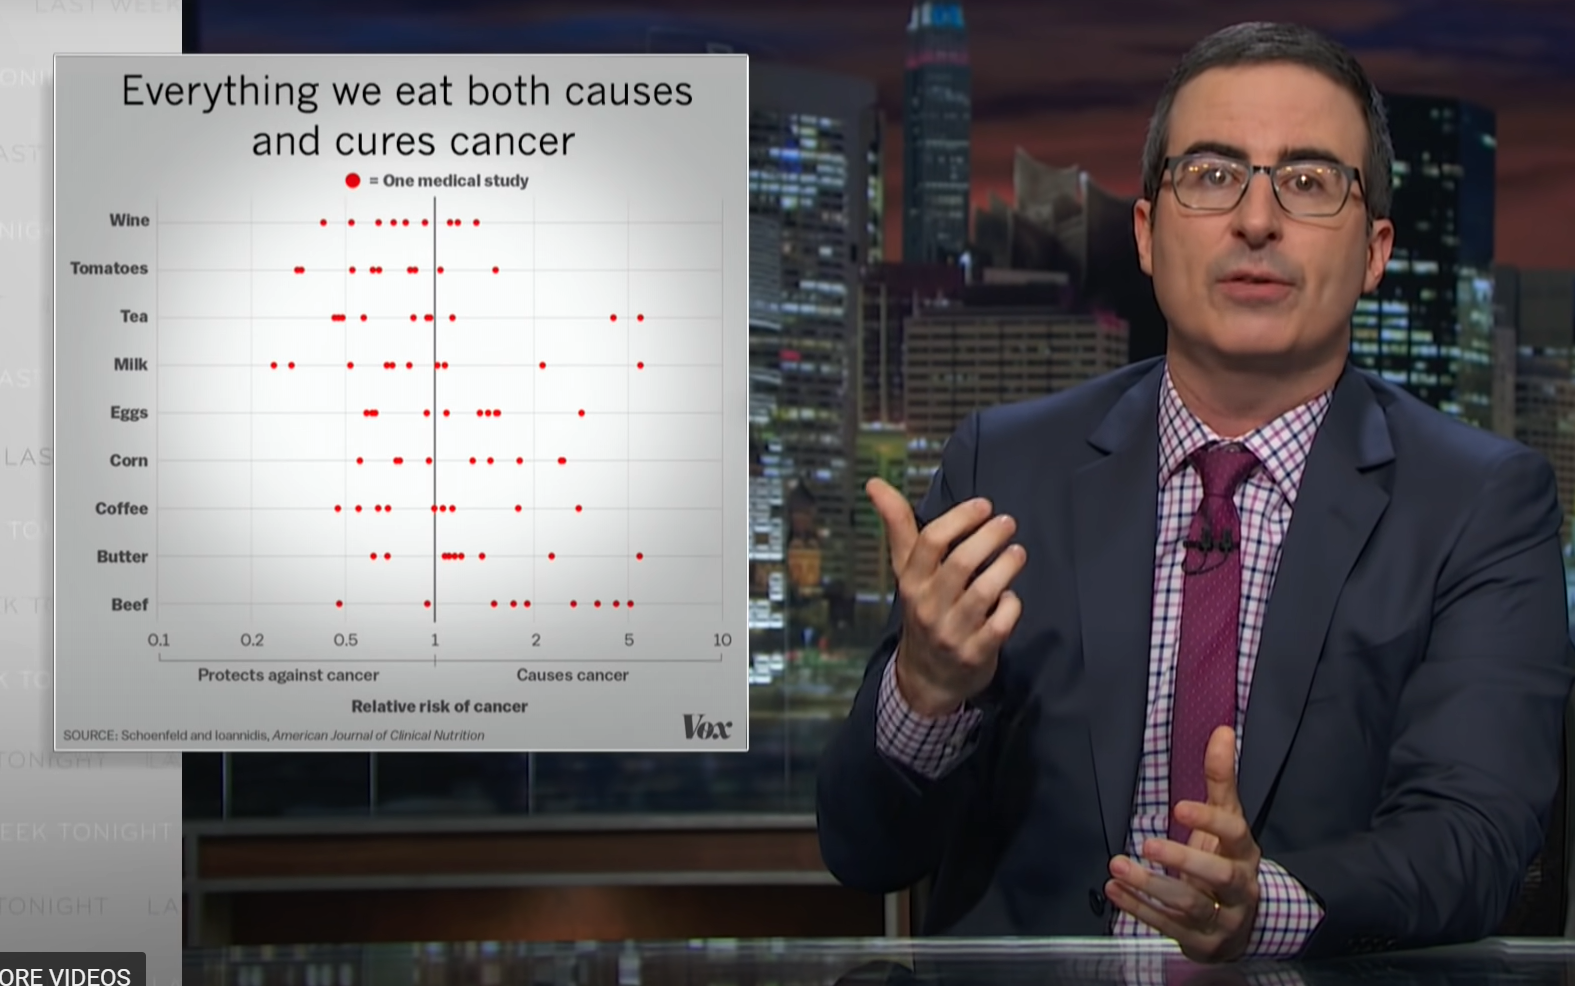 LAST WEEK
Everything we eat both causes
and cures cancer
= One medical study
Wine
Tomatoes
Tea
Milk
Eggs
Corn
Coffee
Butter
Beef
0.1 0.2 0.5 1 2 5 10
Protects against cancer Causes cancer
Relative risk of cancer
SOURCE: Schoenfeld and Ioannidis, American Journal of Clinical Nutrition
Vox
LAS
TONIGHT
EEK TONIGHT
TONIGHT LA
ORE VIDEOS